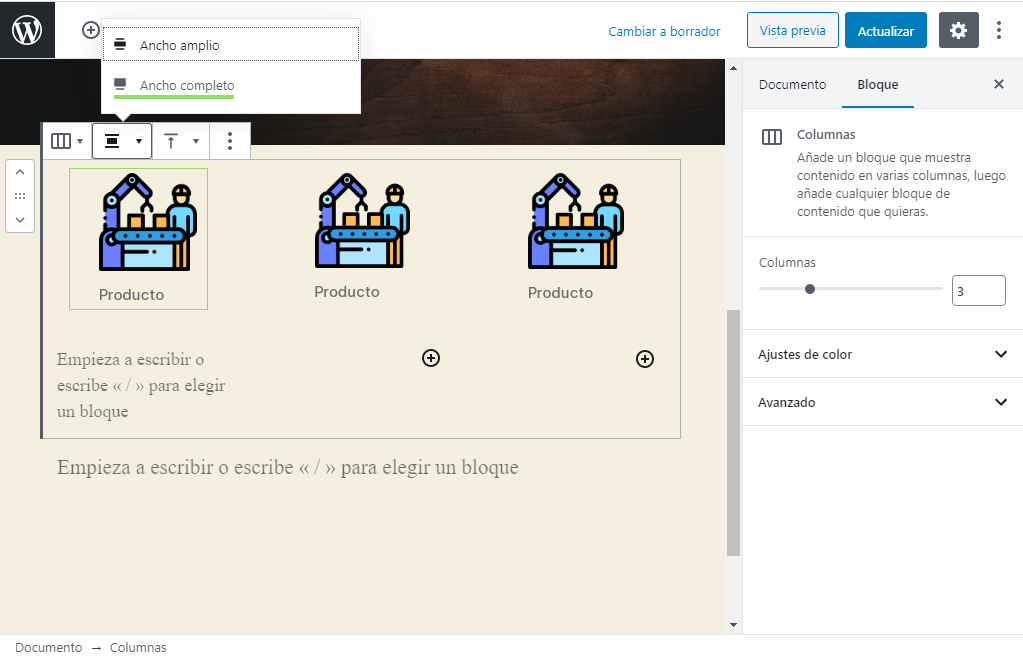 Cambiar a borrador
Vista previa
Actualizar
Ancho amplio
Ancho completo
Documento
Bloque
Columnas
Añade un bloque que muestra
contenido en varias columnas, luego
añade cualquier bloque de
contenido que quieras.
Columnas
3
Ajustes de color
Avanzado
Producto
Producto
Producto
Empieza a escribir o
escribe « / » para elegir
un bloque
Empieza a escribir o escribe « / » para elegir un bloque
Documento → Columnas